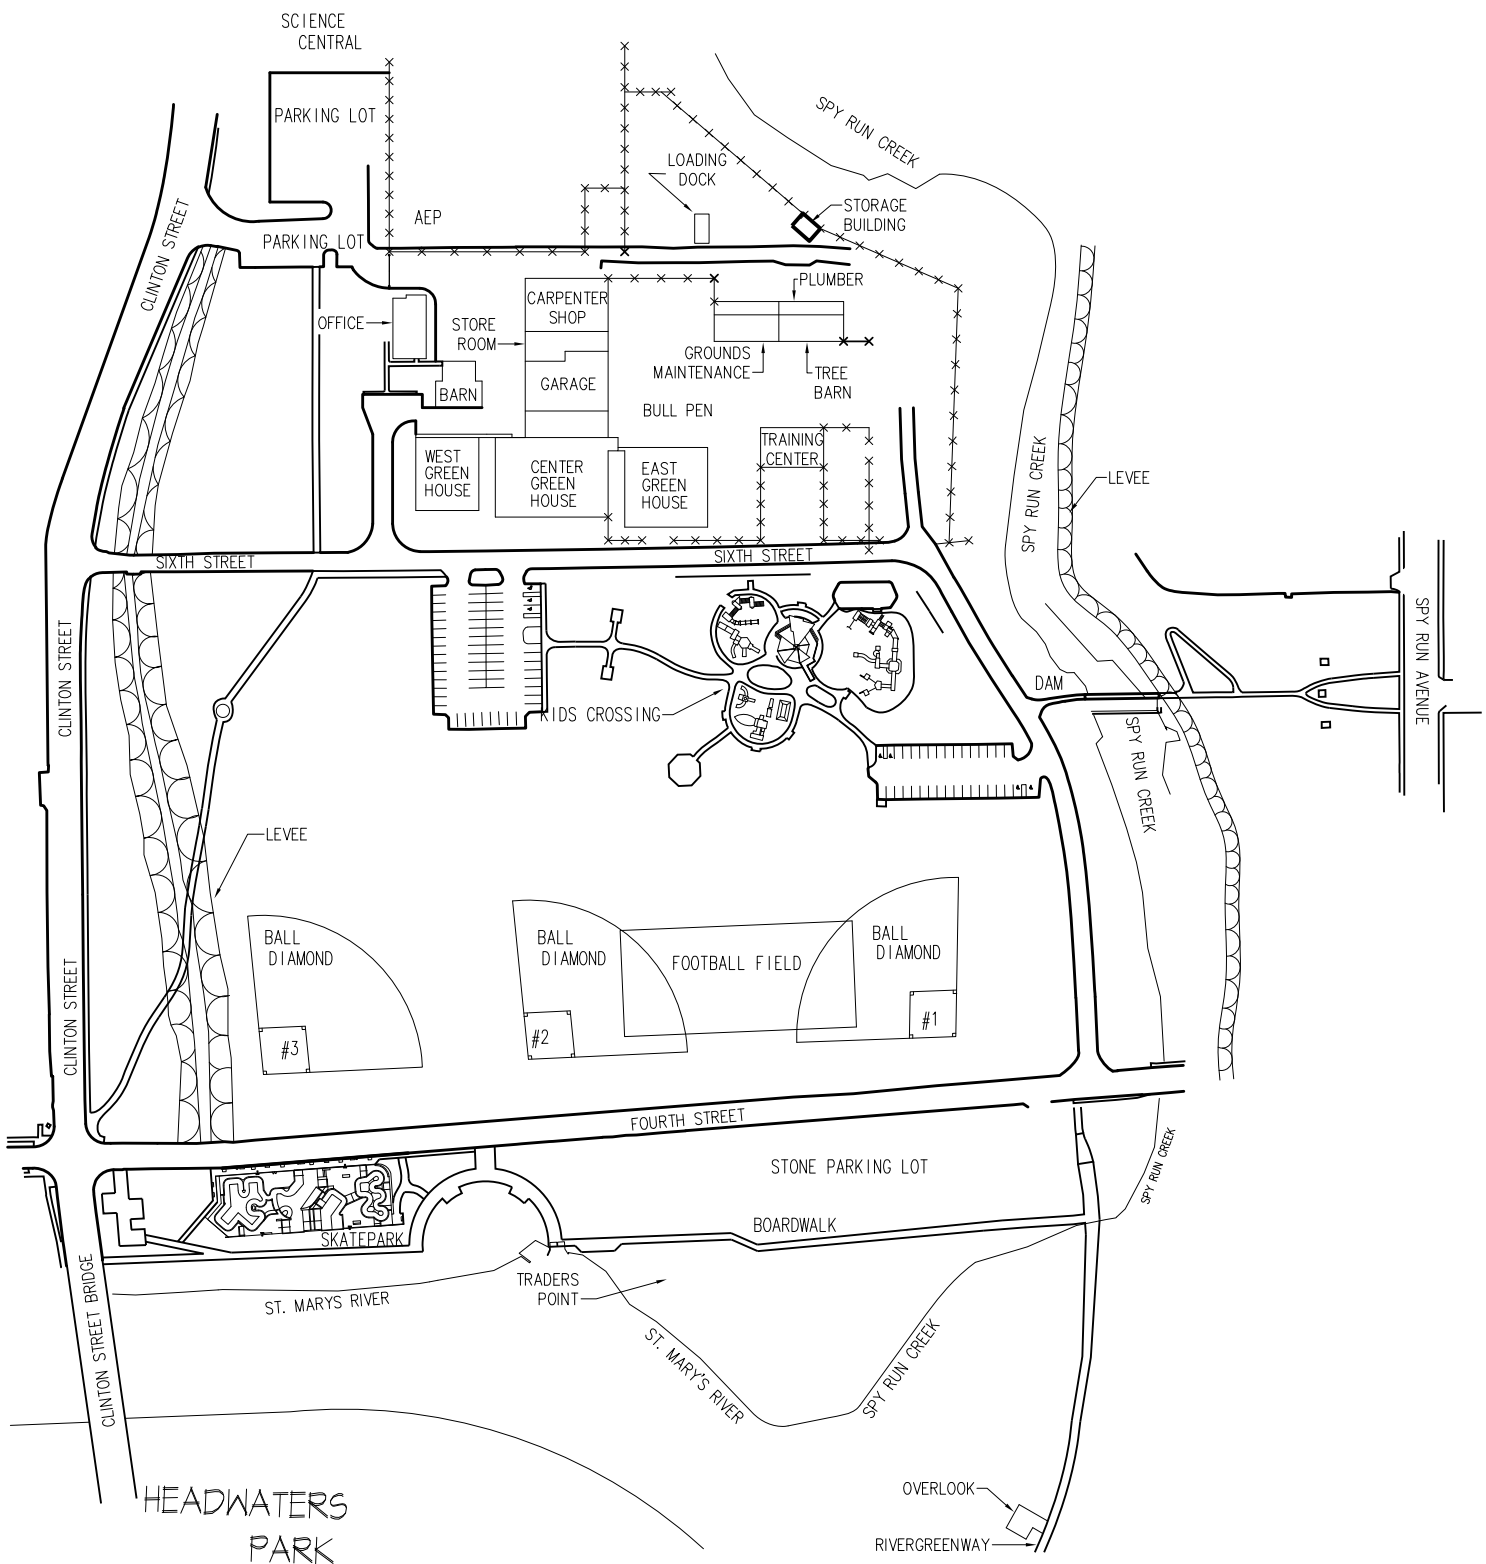 SCIENCE
CENTRAL
PARKING LOT
SPY RUN CREEK
LOADING
DOCK
STORAGE
BUILDING
AEP
CLINTON STREET
PARKING LOT
PLUMBER
CARPENTER
SHOP
OFFICE
STORE
ROOM
GROUNDS
MAINTENANCE
TREE
BARN
GARAGE
BARN
BULL PEN
TRAINING
CENTER
WEST
GREEN
HOUSE
CENTER
GREEN
HOUSE
EAST
GREEN
HOUSE
SPY RUN CREEK
LEVEE
SIXTH STREET
SIXTH STREET
CLINTON STREET
SPY RUN AVENUE
DAM
KIDS CROSSING
SPY RUN CREEK
LEVEE
BALL
DIAMOND
BALL
DIAMOND
FOOTBALL FIELD
BALL
DIAMOND
CLINTON STREET
#3
#2
#1
FOURTH STREET
STONE PARKING LOT
SPY RUN CREEK
BOARDWALK
SKATEPARK
CLINTON STREET BRIDGE
ST. MARYS RIVER
TRADERS
POINT
ST. MARY'S RIVER
SPY RUN CREEK
HEADWATERS
PARK
OVERLOOK
RIVERGREENWAY